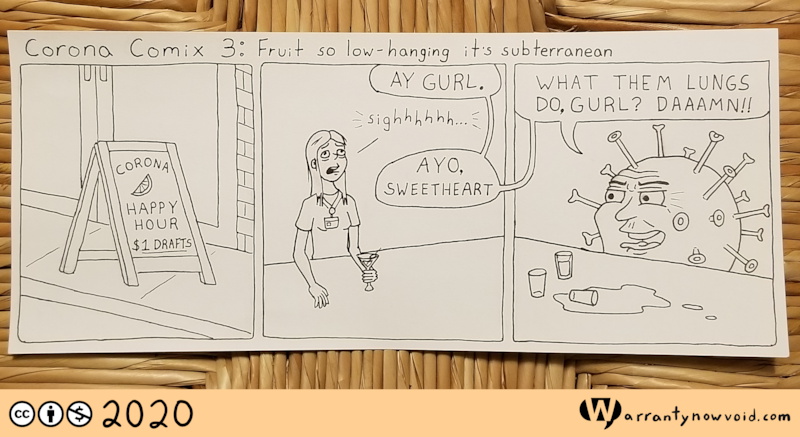 Corona Comix 3: Fruit so low-hanging it's subterranean
CORONA
HAPPY
HOUR
$1 DRAFTS
AY GURL.
sighhhhhh...
AYO,
SWEETHEART
WHAT THEM LUNGS
DO, GURL? DAAAMN!!
cc $ 2020
Warrantynowvoid.com